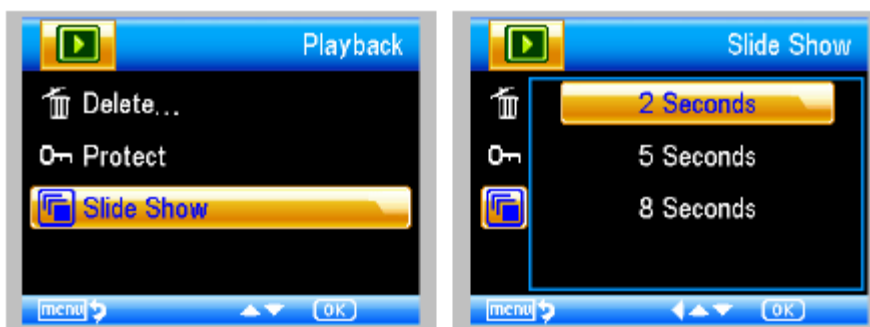 Playback
Delete...
Protect
Slide Show
menu OK
Slide Show
2 Seconds
5 Seconds
8 Seconds
menu OK